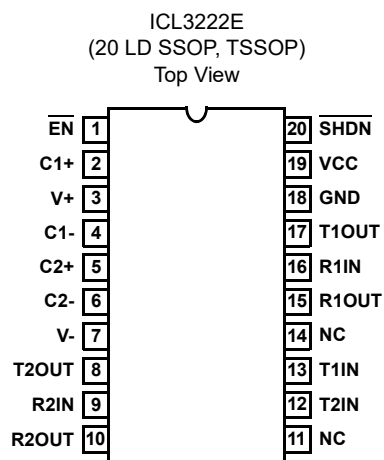 ICL3222E
(20 LD SSOP, TSSOP)
Top View
EN 1 20 SHDN
C1+ 2 19 VCC
V+ 3 18 GND
C1- 4 17 T1OUT
C2+ 5 16 R1IN
C2- 6 15 R1OUT
V- 7 14 NC
T2OUT 8 13 T1IN
R2IN 9 12 T2IN
R2OUT 10 11 NC